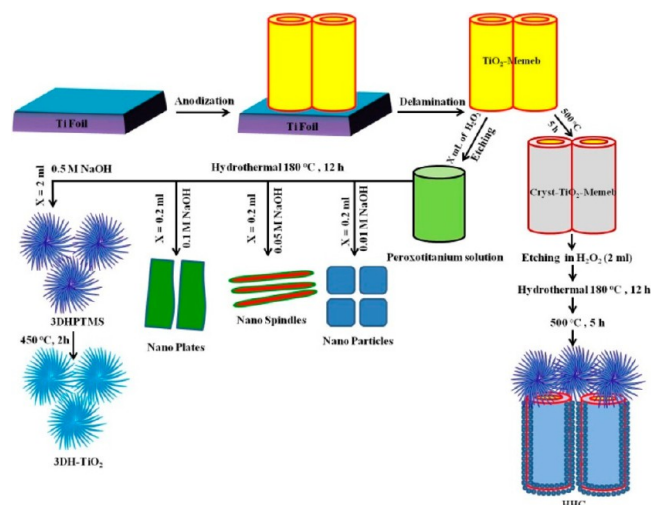 Ti Foil
Anodization
Ti Foil
Delamination
TiO₂-Memeb
X mL of H₂O₂
Etching
500 °C
5 h
Cryst-TiO₂-Memeb
Etching in H₂O₂ (2 ml)
Hydrothermal 180 °C, 12 h
500 °C, 5 h
HHC
Peroxotitanium solution
Hydrothermal 180 °C, 12 h
X = 2 ml
0.5 M NaOH
3DHPTMS
450 °C, 2h
3DH-TiO₂
X = 0.2 ml
0.1 M NaOH
Nano Plates
X = 0.2 ml
0.05 M NaOH
Nano Spindles
X = 0.2 ml
0.01 M NaOH
Nano Particles